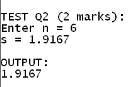 TEST Q2 (2 marks):
Enter n = 6
s = 1.9167
OUTPUT:
1.9167